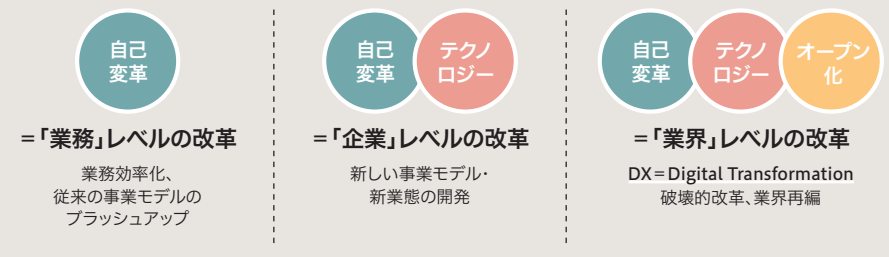 自己
変革
=「業務」レベルの改革
業務効率化、
従来の事業モデルの
ブラッシュアップ
自己
変革
テクノ
ロジー
=「企業」レベルの改革
新しい事業モデル・
新業態の開発
自己
変革
テクノ
ロジー
オープン
化
=「業界」レベルの改革
DX=Digital Transformation
破壊的改革、業界再編